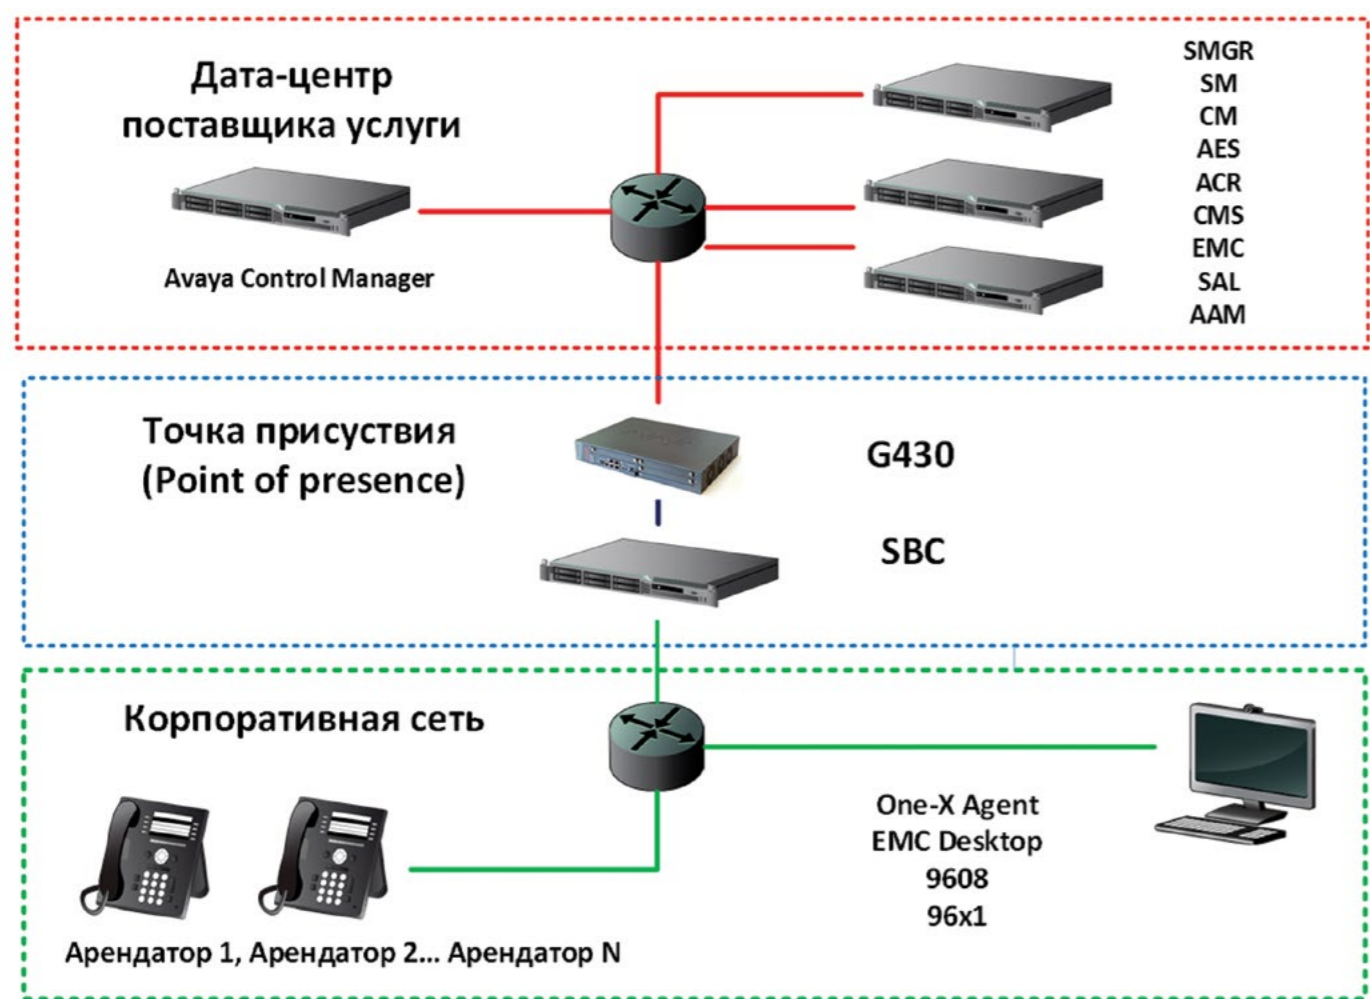 Дата-центр
поставщика услуги
Avaya Control Manager
SMGR
SM
CM
AES
ACR
CMS
EMC
SAL
AAM
Точка присуствия
(Point of presence)
G430
SBC
Корпоративная сеть
One-X Agent
EMC Desktop
9608
96x1
Арендатор 1, Арендатор 2... Арендатор N